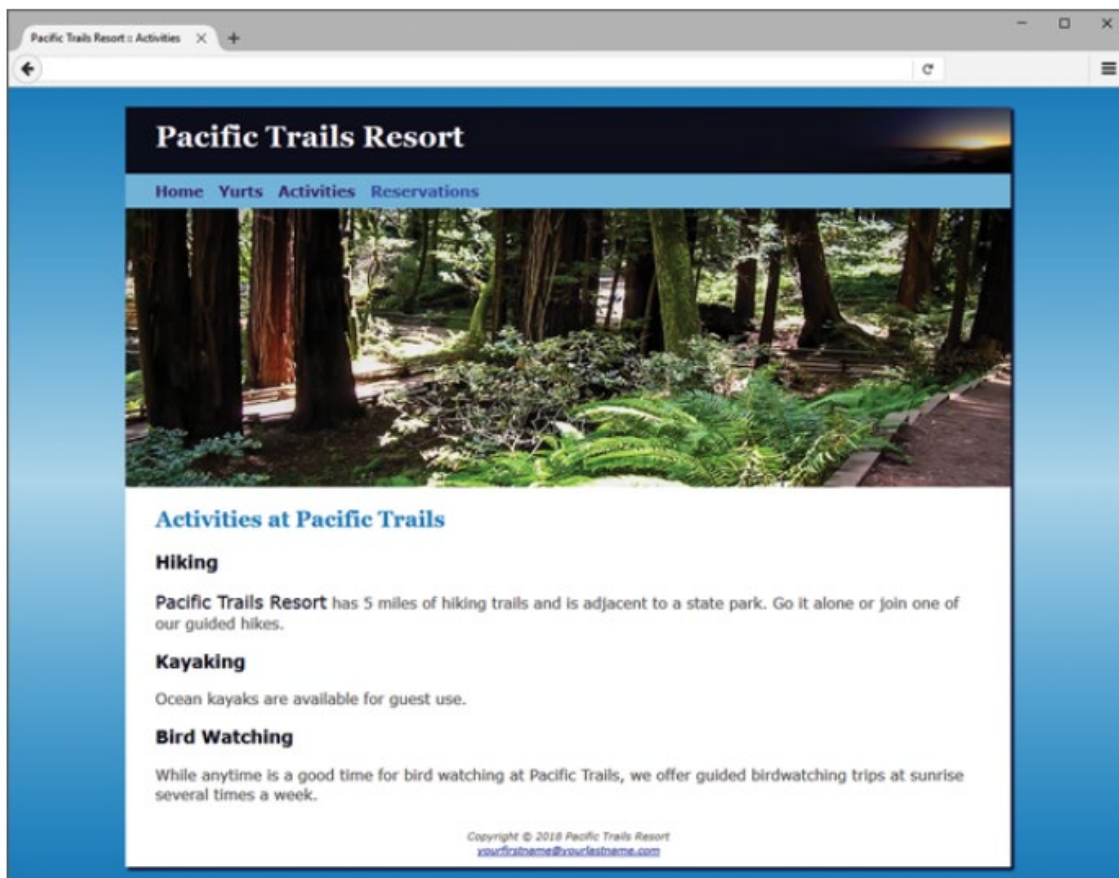 Pacific Trails Resort :: Activities
Pacific Trails Resort
Home Yurts Activities Reservations
Activities at Pacific Trails
Hiking
Pacific Trails Resort has 5 miles of hiking trails and is adjacent to a state park. Go it alone or join one of
our guided hikes.
Kayaking
Ocean kayaks are available for guest use.
Bird Watching
While anytime is a good time for bird watching at Pacific Trails, we offer guided birdwatching trips at sunrise
several times a week.
Copyright © 2018 Pacific Trails Resort
yourfirstname@yourlastname.com